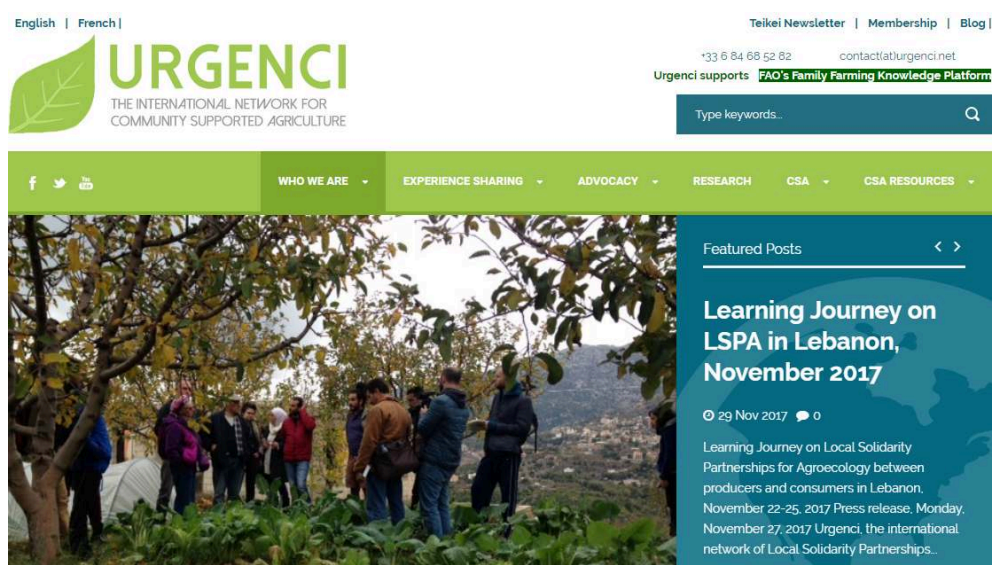 English | French |
Teikei Newsletter | Membership | Blog |
URGENCI
THE INTERNATIONAL NETWORK FOR
COMMUNITY SUPPORTED AGRICULTURE
+33 6 84 68 52 82 contact(at)urgenci.net
Urgenci supports FAO's Family Farming Knowledge Platform
Type keywords...
f You Tube
WHO WE ARE EXPERIENCE SHARING ADVOCACY RESEARCH CSA CSA RESOURCES
Featured Posts
Learning Journey on
LSPA in Lebanon,
November 2017
29 Nov 2017 0
Learning Journey on Local Solidarity
Partnerships for Agroecology between
producers and consumers in Lebanon,
November 22-25, 2017 Press release, Monday,
November 27, 2017 Urgenci, the international
network of Local Solidarity Partnerships...